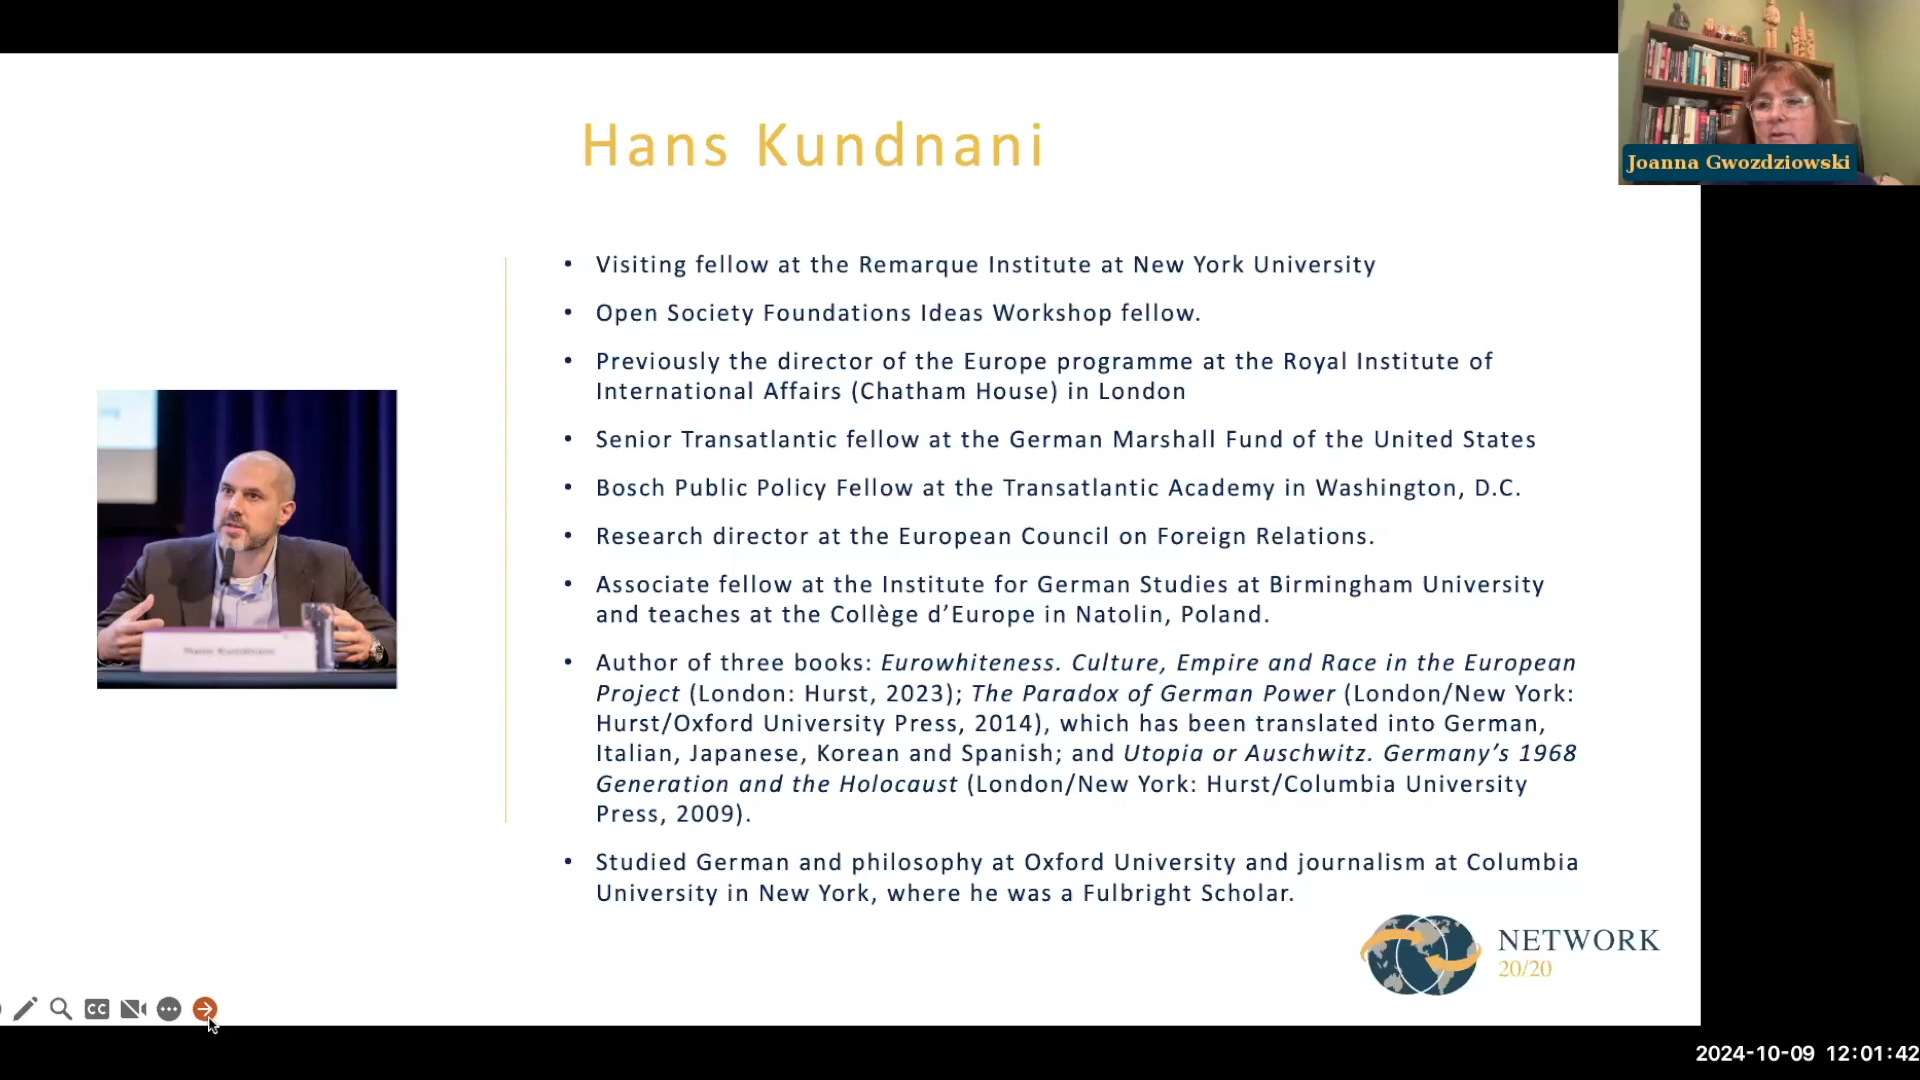 Hans Kundnani
Joanna Gwozdziowski
• Visiting fellow at the Remarque Institute at New York University
• Open Society Foundations Ideas Workshop fellow.
• Previously the director of the Europe programme at the Royal Institute of
International Affairs (Chatham House) in London
• Senior Transatlantic fellow at the German Marshall Fund of the United States
• Bosch Public Policy Fellow at the Transatlantic Academy in Washington, D.C.
• Research director at the European Council on Foreign Relations.
• Associate fellow at the Institute for German Studies at Birmingham University
and teaches at the Collège d’Europe in Natolin, Poland.
• Author of three books: Eurowhiteness. Culture, Empire and Race in the European
Project (London: Hurst, 2023); The Paradox of German Power (London/New York:
Hurst/Oxford University Press, 2014), which has been translated into German,
Italian, Japanese, Korean and Spanish; and Utopia or Auschwitz. Germany’s 1968
Generation and the Holocaust (London/New York: Hurst/Columbia University
Press, 2009).
• Studied German and philosophy at Oxford University and journalism at Columbia
University in New York, where he was a Fulbright Scholar.
Hans Kundnani
NETWORK
20/20
CC
2024-10-09 12:01:42